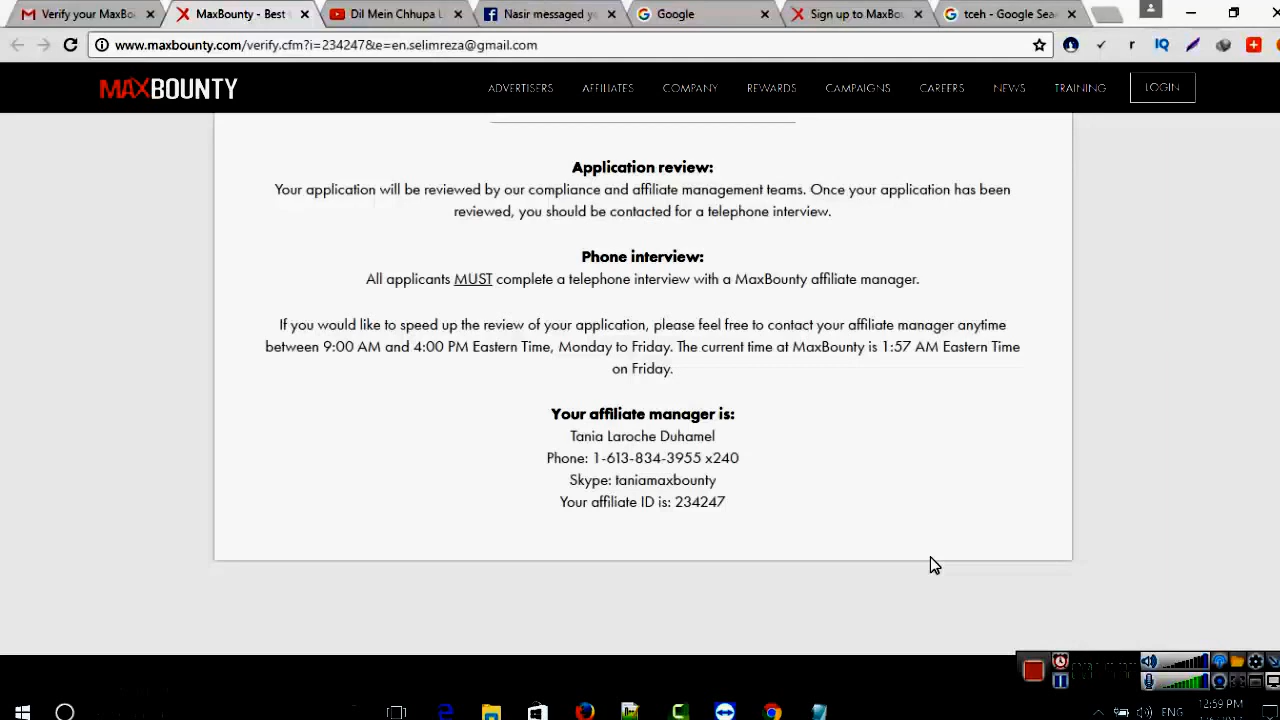 Verify your MaxBo
MaxBounty - Best
Dil Mein Chhupa L
Nasir messaged y
Google
Sign up to MaxBo
tceh - Google Sea
www.maxbounty.com/verify.cfm?i=234247&e=en.selimreza@gmail.com
MAXBOUNTY
ADVERTISERS
AFFILIATES
COMPANY
REWARDS
CAMPAIGNS
CAREERS
NEWS
TRAINING
LOGIN
Application review:
Your application will be reviewed by our compliance and affiliate management teams. Once your application has been
reviewed, you should be contacted for a telephone interview.
Phone interview:
All applicants MUST complete a telephone interview with a MaxBounty affiliate manager.
If you would like to speed up the review of your application, please feel free to contact your affiliate manager anytime
between 9:00 AM and 4:00 PM Eastern Time, Monday to Friday. The current time at MaxBounty is 1:57 AM Eastern Time
on Friday.
Your affiliate manager is:
Tania Laroche Duhamel
Phone: 1-613-834-3955 x240
Skype: taniamaxbounty
Your affiliate ID is: 234247
ENG
12:59 PM